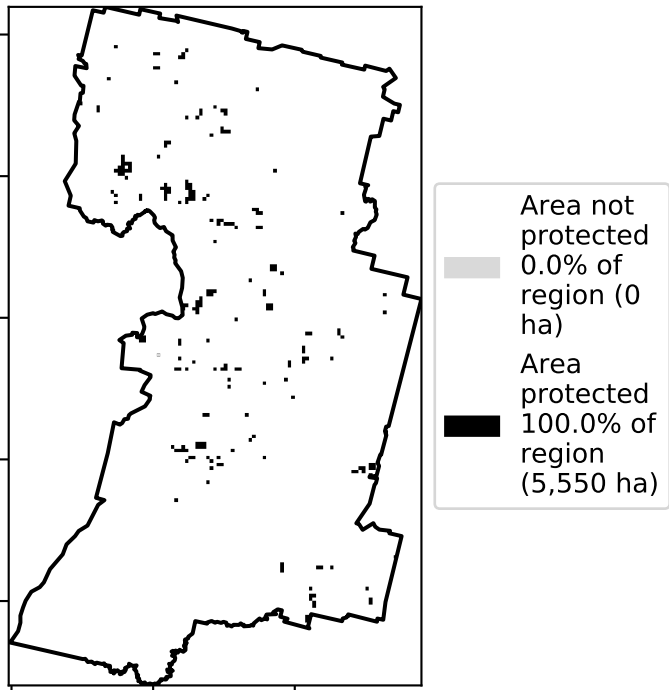 Area not
protected
0.0% of
region (0
ha)
Area
protected
100.0% of
region
(5,550 ha)